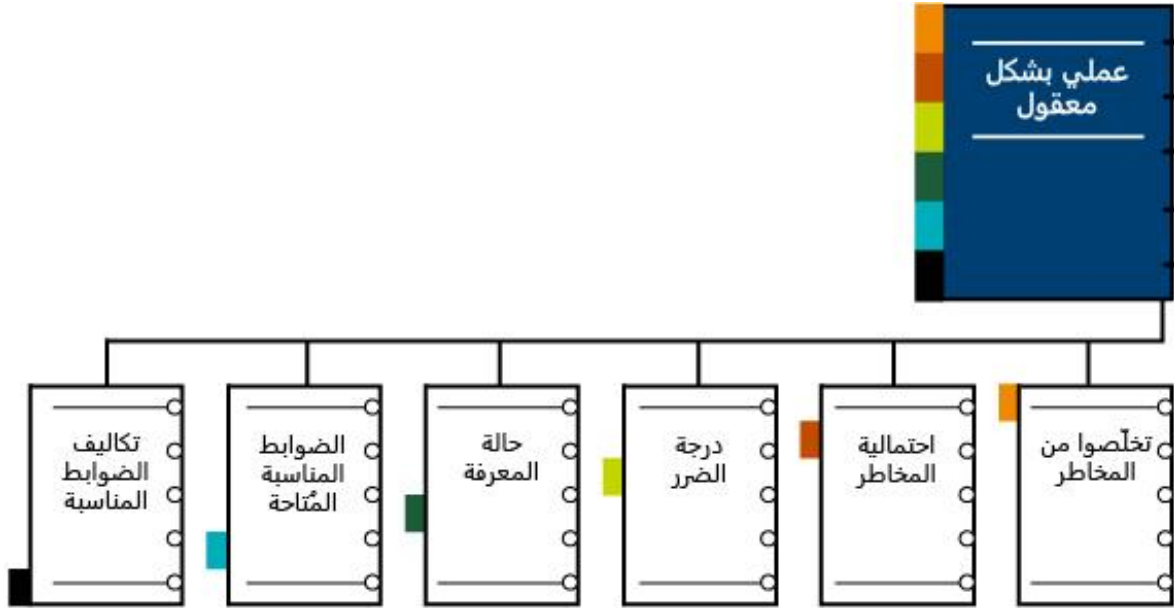 عملي بشكل
معقول
تخلّصوا من
المخاطر
احتمالية
المخاطر
درجة
الضرر
حالة
المعرفة
الضوابط
المناسبة
المُتاحة
تكاليف
الضوابط
المناسبة